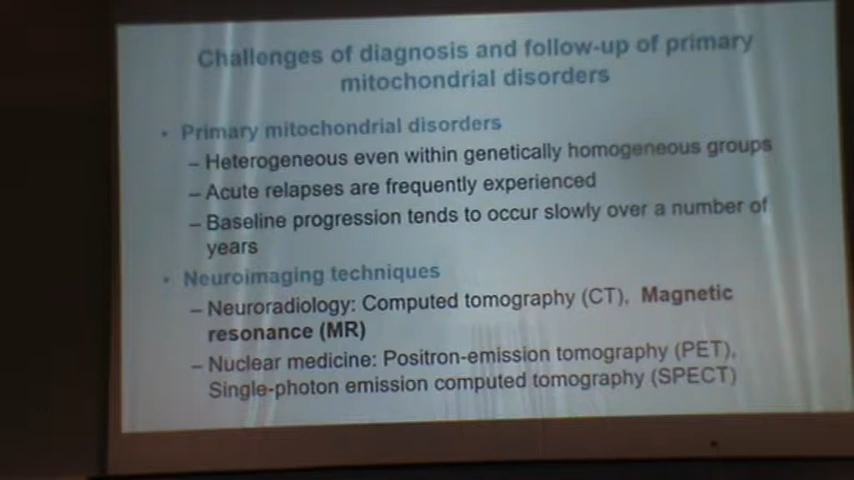 Challenges of diagnosis and follow-up of primary
mitochondrial disorders
• Primary mitochondrial disorders
– Heterogeneous even within genetically homogeneous groups
– Acute relapses are frequently experienced
– Baseline progression tends to occur slowly over a number of
years
• Neuroimaging techniques
– Neuroradiology: Computed tomography (CT), Magnetic
resonance (MR)
– Nuclear medicine: Positron-emission tomography (PET),
Single-photon emission computed tomography (SPECT)